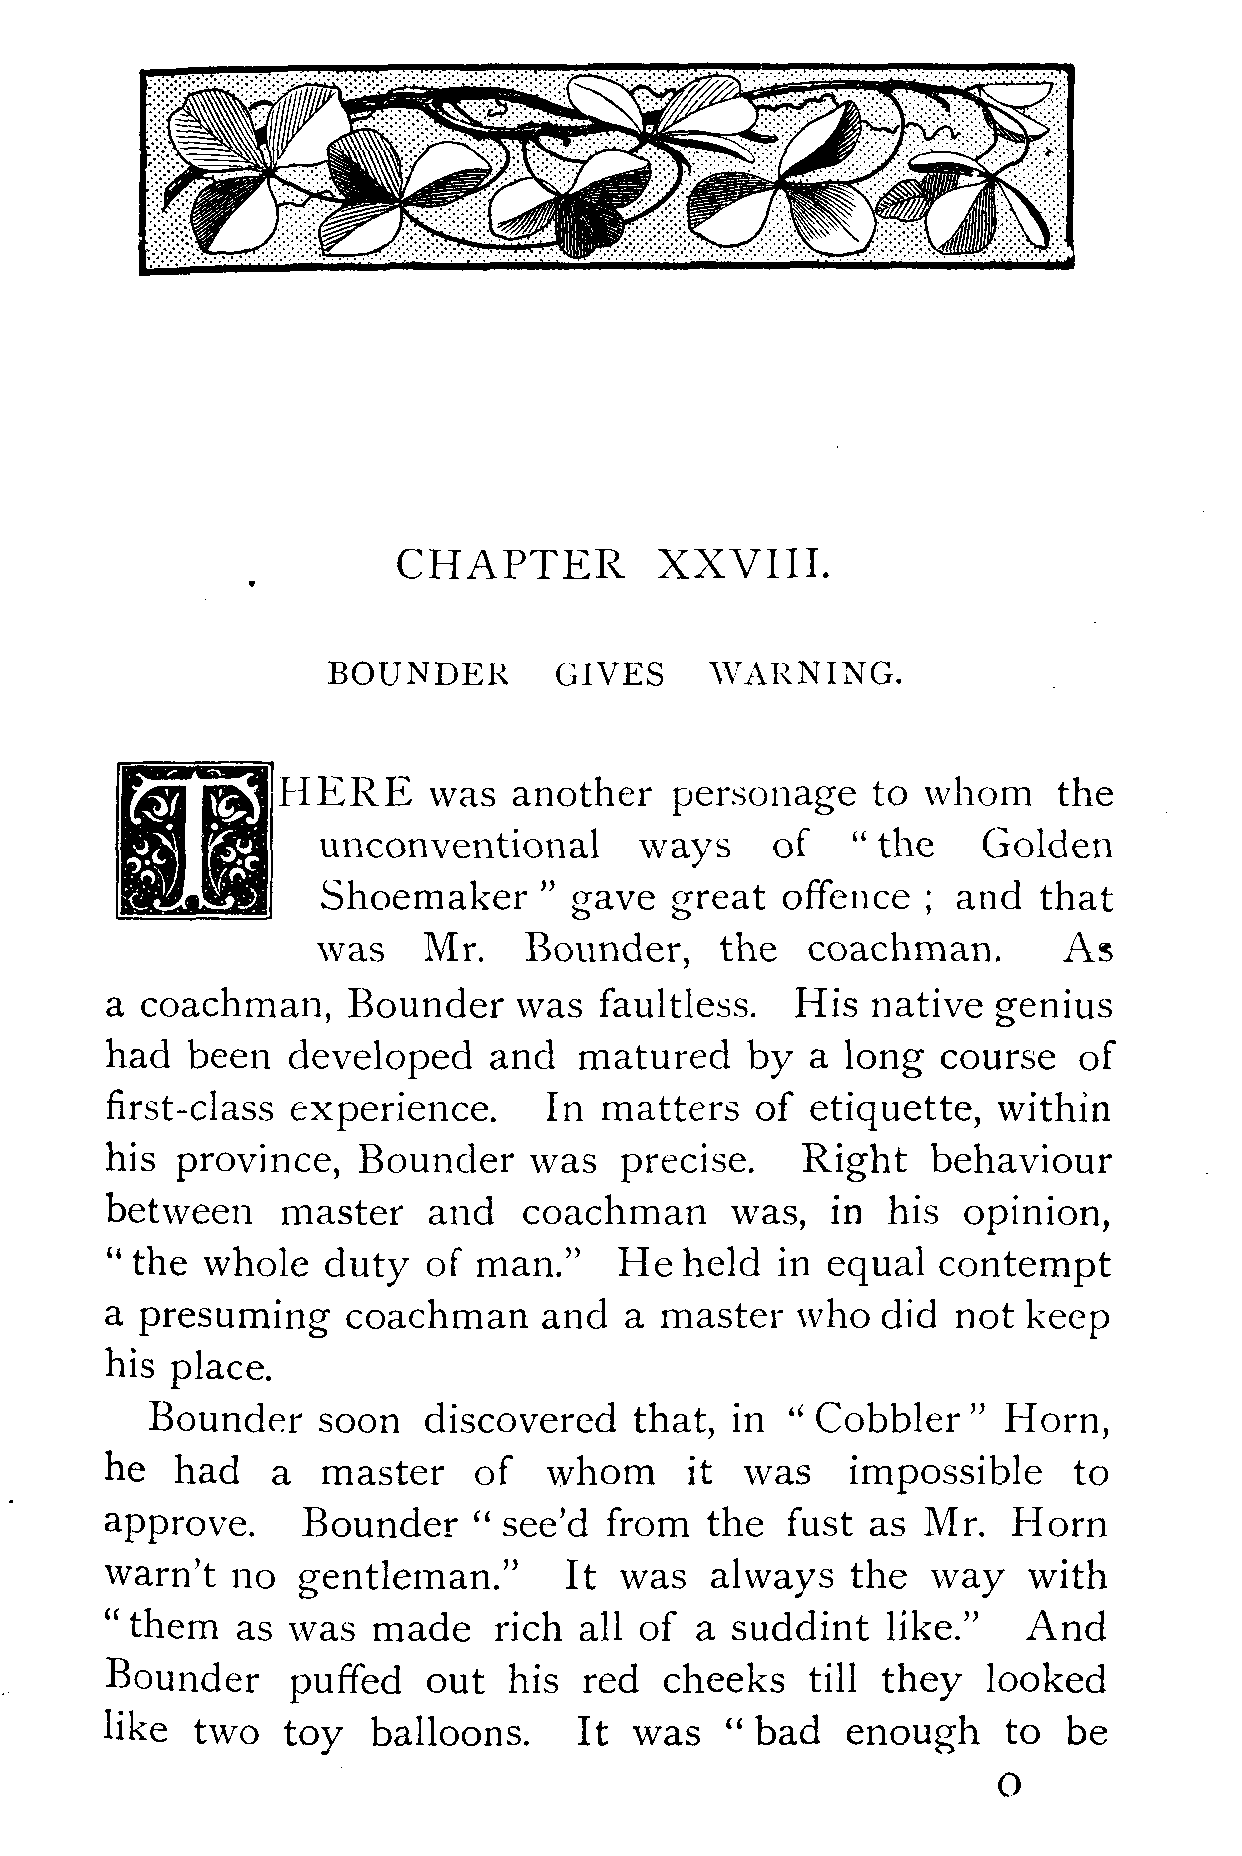 CHAPTER XXVIII.
BOUNDER GIVES WARNING.
THERE was another personage to whom the
unconventional ways of “ the Golden
Shoemaker ” gave great offence ; and that
was Mr. Bounder, the coachman. As
a coachman, Bounder was faultless. His native genius
had been developed and matured by a long course of
first-class experience. In matters of etiquette, within
his province, Bounder was precise. Right behaviour
between master and coachman was, in his opinion,
“ the whole duty of man.” He held in equal contempt
a presuming coachman and a master who did not keep
his place.
Bounder soon discovered that, in “ Cobbler ” Horn,
he had a master of whom it was impossible to
approve. Bounder “ see’d from the fust as Mr. Horn
warn’t no gentleman.” It was always the way with
“ them as was made rich all of a suddint like.” And
Bounder puffed out his red cheeks till they looked
like two toy balloons. It was “ bad enough to be
O